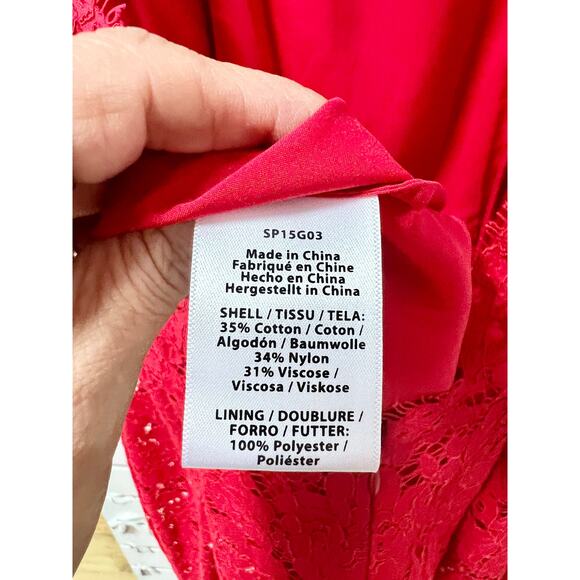 SP15G03
Made in China
Fabriqué en Chine
Hecho en China
Hergestellt in China
SHELL / TISSU / TELA:
35% Cotton / Coton /
Algodón / Baumwolle
34% Nylon
31% Viscose /
Viscosa / Viskose
LINING / DOUBLURE /
FORRO / FUTTER:
100% Polyester /
Poliéster